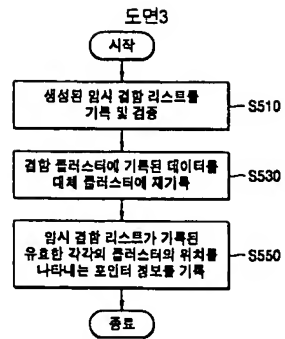 도면3
시작
생성된 임시 결함 리스트를
기록 및 검증
S510
결함 클러스터에 기록된 데이터를
대체 클러스터에 재기록
S530
임시 결함 리스트가 기록된
유효한 각각의 클러스터의 위치를
나타내는 포인터 정보를 기록
S550
종료